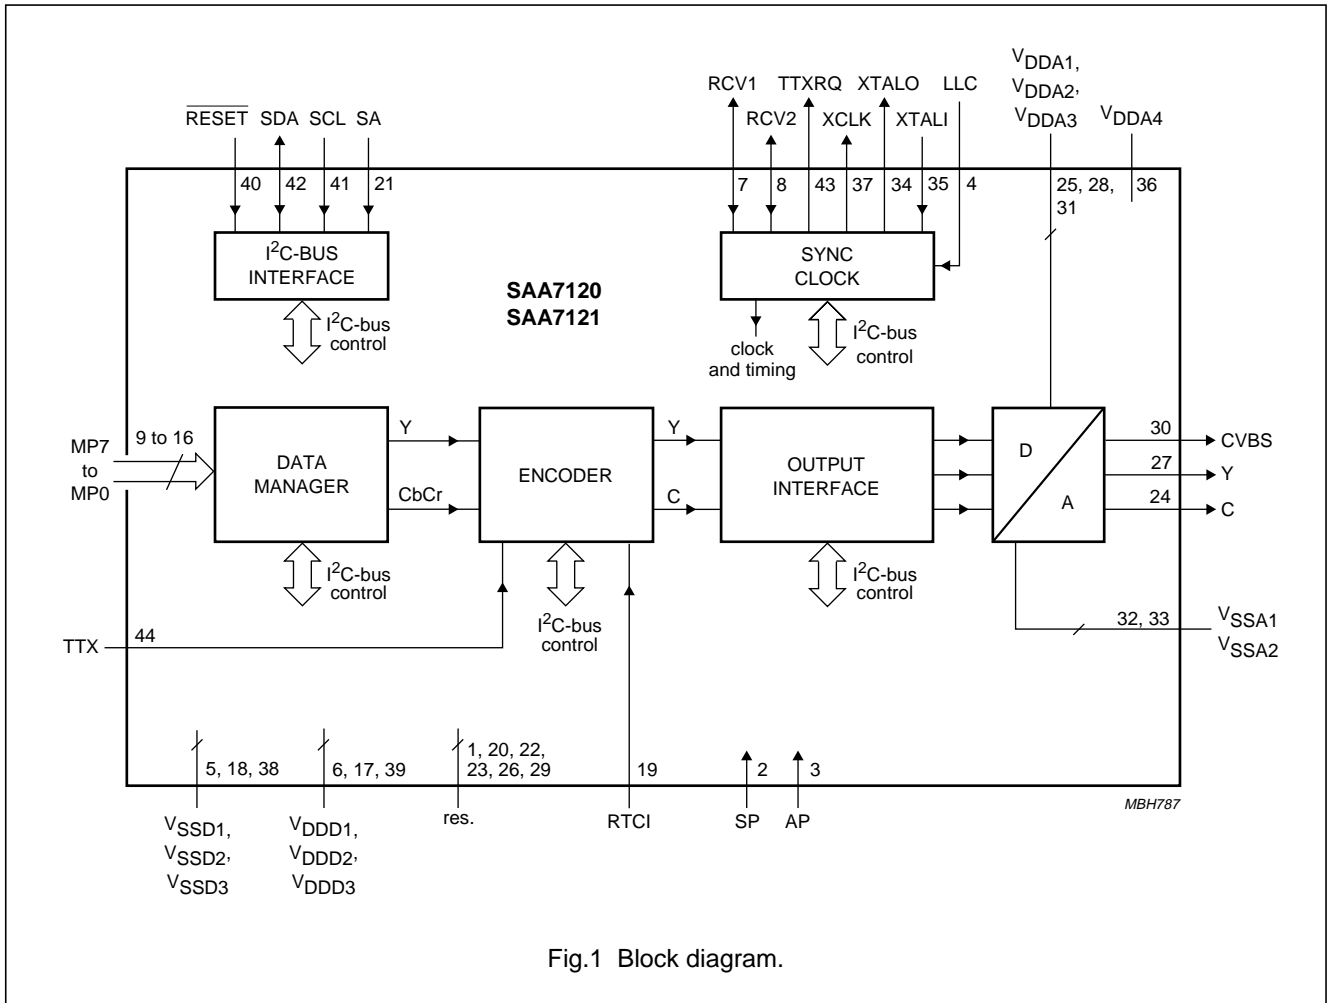 VDDA1,
VDDA2,
VDDA3
RCV1 TTXRQ XTALO LLC
RESET SDA SCL SA
RCV2 XCLK XTALI
VDDA4
40 42 41 21
7 8 43 37 34 35 4
25, 28,
31
36
I2C-BUS
INTERFACE
SYNC
CLOCK
SAA7120
SAA7121
I2C-bus
control
clock
and timing
I2C-bus
control
MP7
to
MP0
9 to 16
DATA
MANAGER
Y
CbCr
ENCODER
Y
C
OUTPUT
INTERFACE
D
A
30 CVBS
27 Y
24 C
I2C-bus
control
I2C-bus
control
I2C-bus
control
TTX 44
32, 33
VSSA1
VSSA2
5, 18, 38
6, 17, 39
1, 20, 22,
23, 26, 29
19
2
3
VSSD1,
VSSD2,
VSSD3
VDDD1,
VDDD2,
VDDD3
res.
RTCI
SP
AP
MBH787
Fig.1 Block diagram.